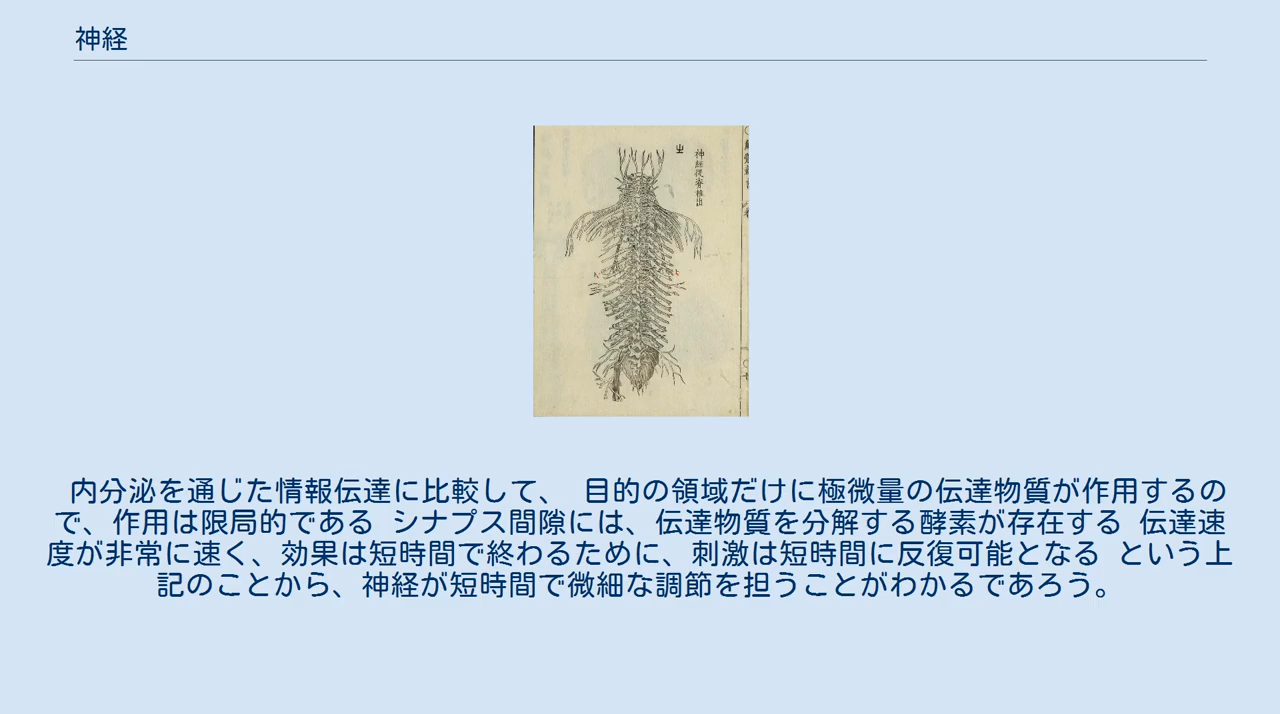 神経
神経従脊椎出
内分泌を通じた情報伝達に比較して、 目的の領域だけに極微量の伝達物質が作用するの
で、作用は限局的である シナプス間隙には、伝達物質を分解する酵素が存在する 伝達速
度が非常に速く、効果は短時間で終わるために、刺激は短時間に反復可能となる という上
記のことから、神経が短時間で微細な調節を担うことがわかるであろう。